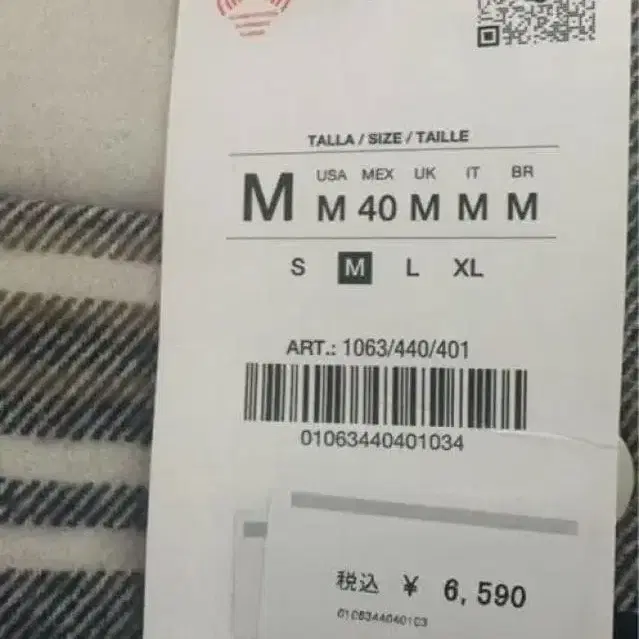 TALLA / SIZE / TAILLE
USA MEX UK IT BR
M M 40 M M M
S M L XL
ART.: 1063/440/401
01063440401034
税込 ¥ 6,590